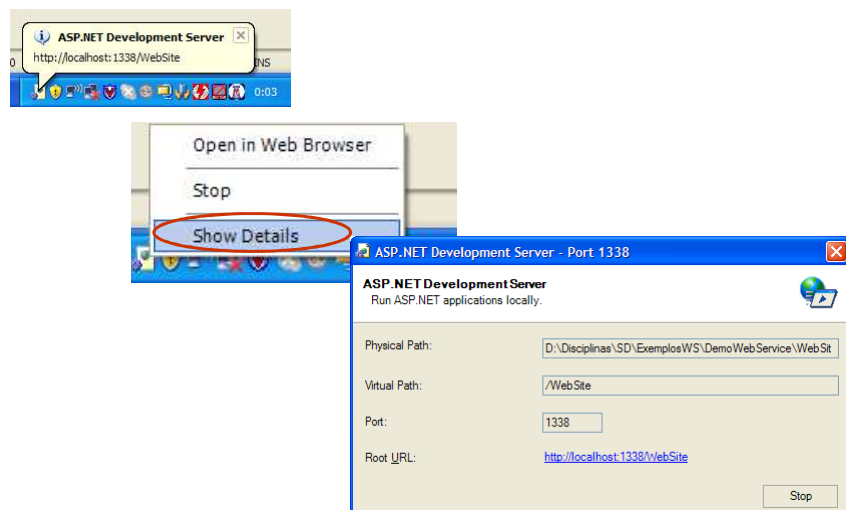 ASP.NET Development Server
http://localhost:1338/WebSite
0
NS
0:03
Open in Web Browser
Stop
Show Details
ASP.NET Development Server - Port 1338
ASP.NET Development Server
Run ASP.NET applications locally.
Physical Path: D:\Disciplinas\SD\ExemplosWS\DemoWebService\WebSit
Virtual Path: /WebSite
Port: 1338
Root URL: http://localhost:1338/WebSite
Stop